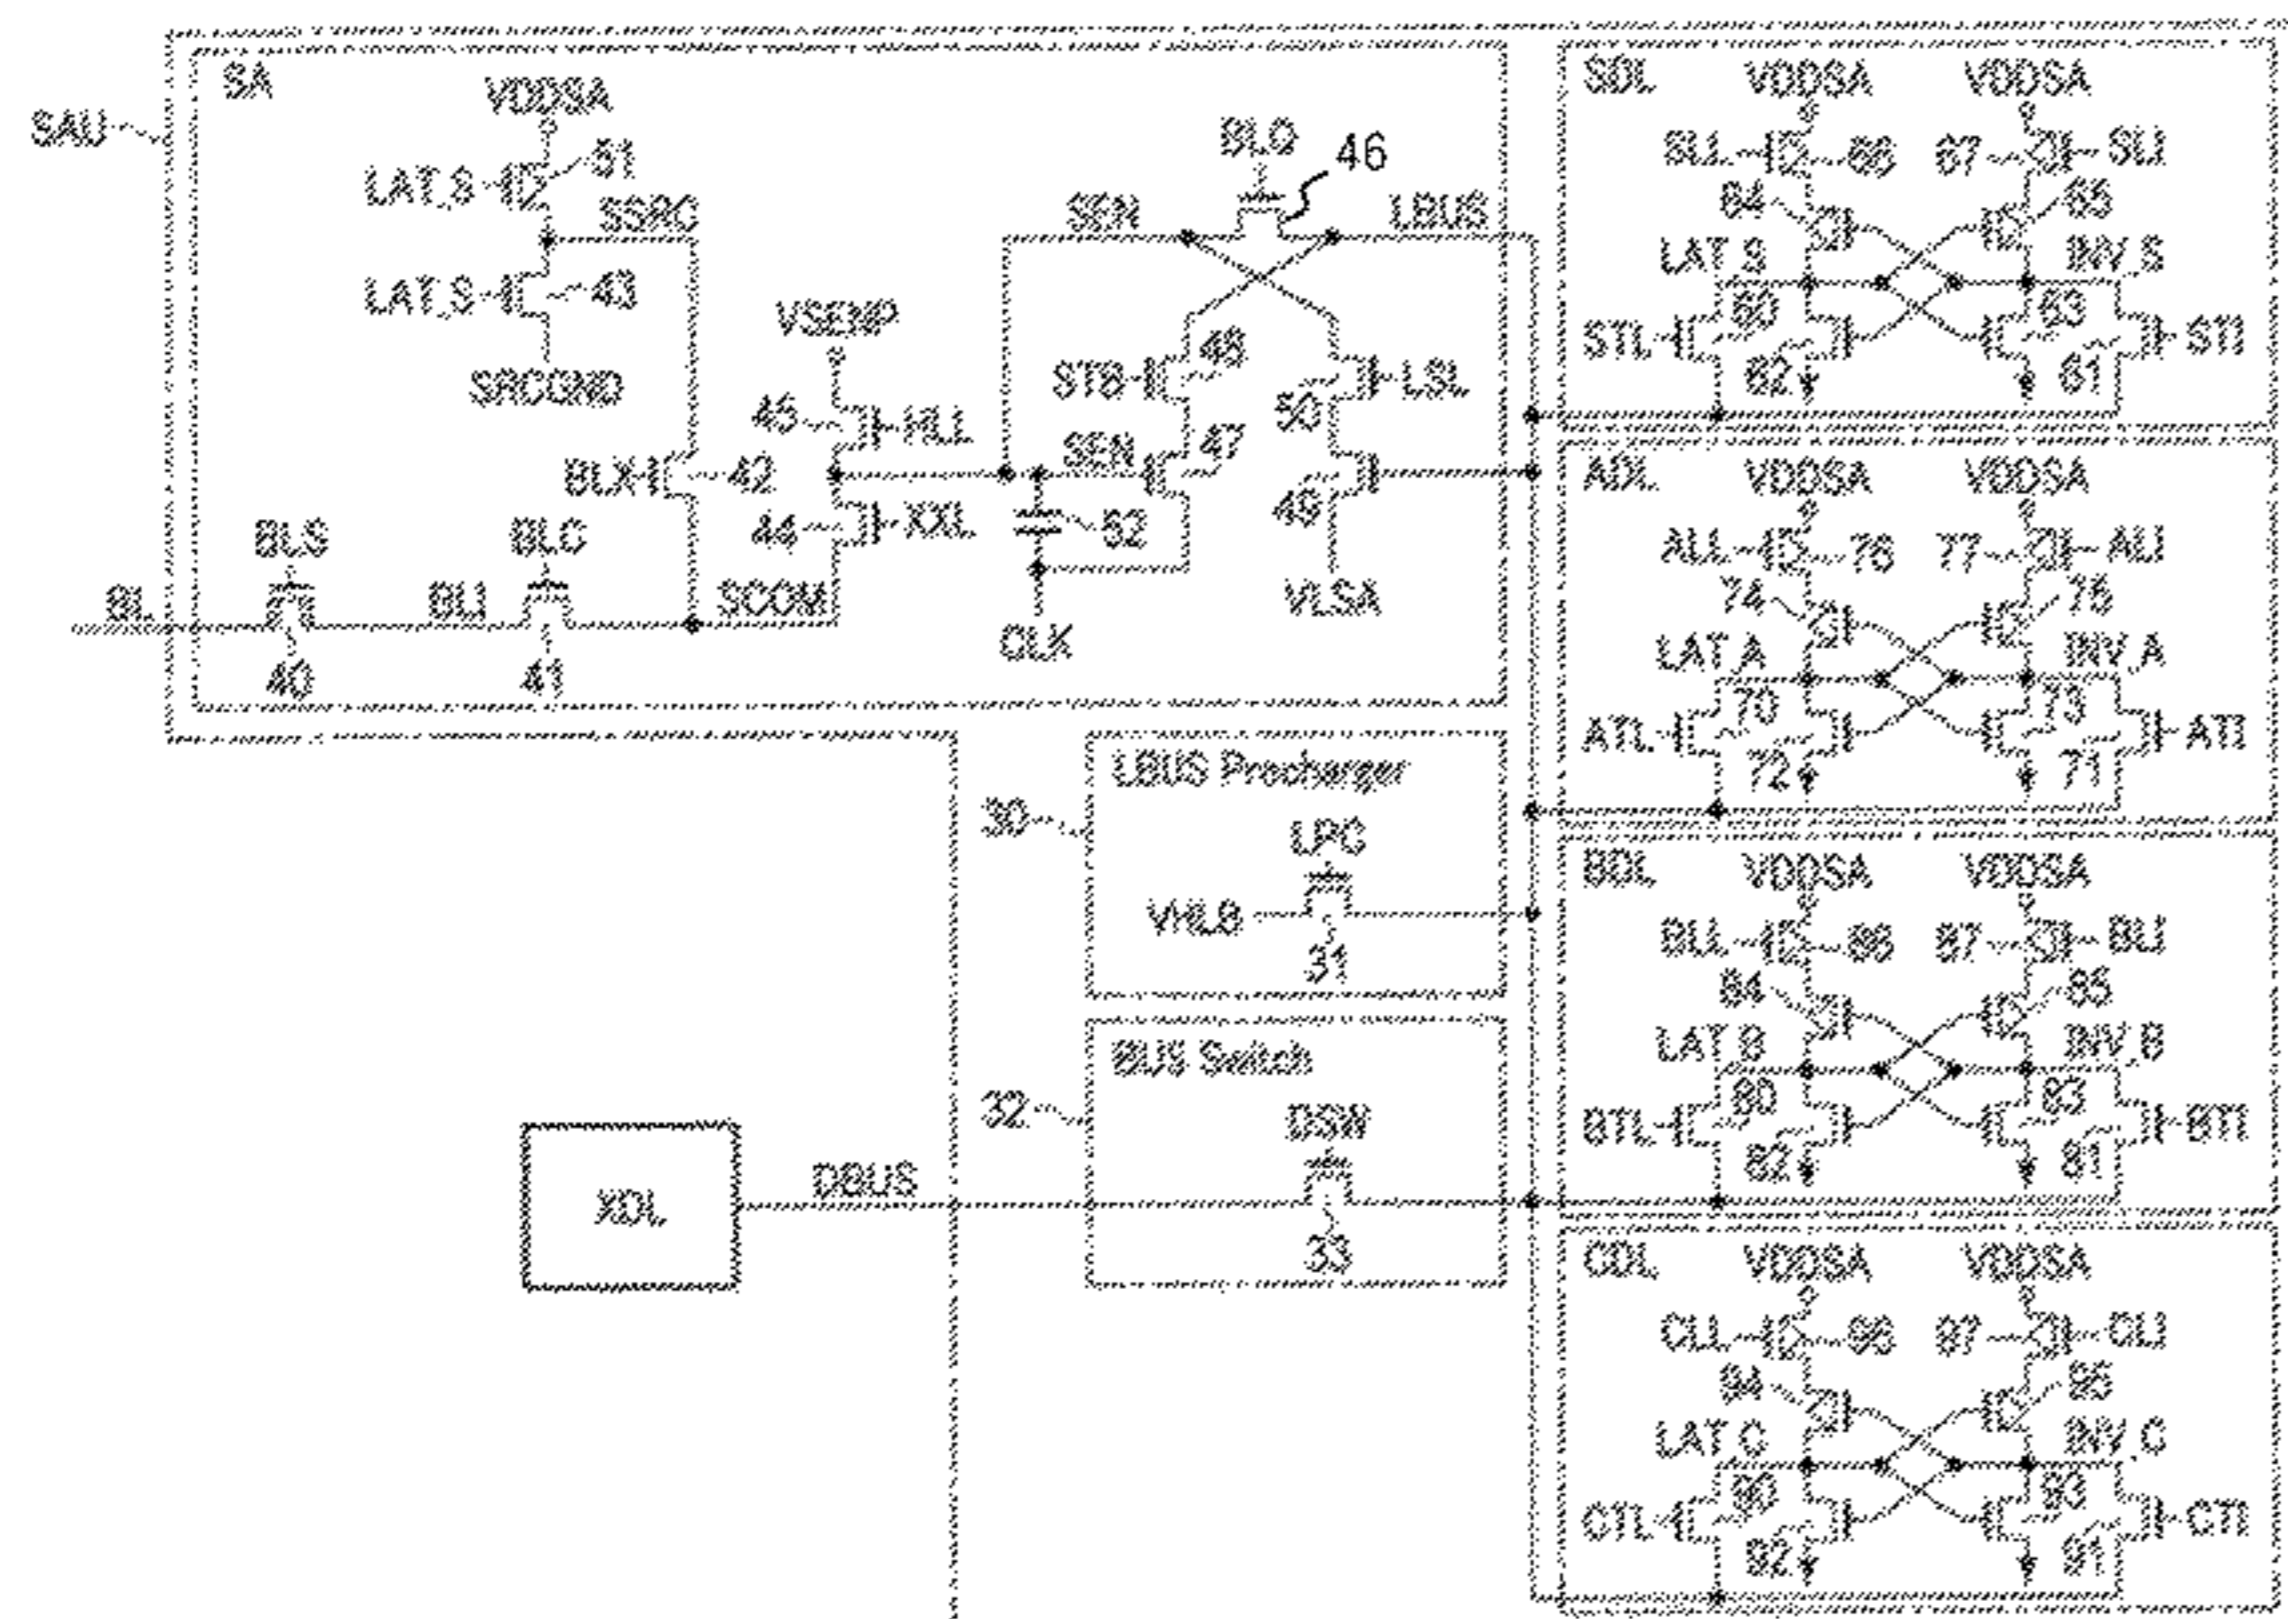 SAU
SA
VDDSA
LAT_S
51
SSRC
LAT_S
43
SRCGND
BLX
42
VSENP
45
HLL
44
XXL
BL
BLS
40
BLI
BLC
41
SCOM
SEN
BLQ
46
LBUS
STB
48
SEN
47
52
CLK
50
LSL
49
VLSA
30
LBUS Precharger
LPC
VHLB
31
32
BUS Switch
DSW
33
XDL
DBUS
SDL
VDDSA
VDDSA
SLL
66
67
SLI
64
65
LAT_S
INV_S
STL
60
63
STI
62
61
ADL
VDDSA
VDDSA
ALL
76
77
ALI
74
75
LAT_A
INV_A
ATL
70
73
ATI
72
71
BDL
VDDSA
VDDSA
BLL
86
87
BLI
84
85
LAT_B
INV_B
BTL
80
83
BTI
82
81
CDL
VDDSA
VDDSA
CLL
96
97
CLI
94
95
LAT_C
INV_C
CTL
90
93
CTI
92
91